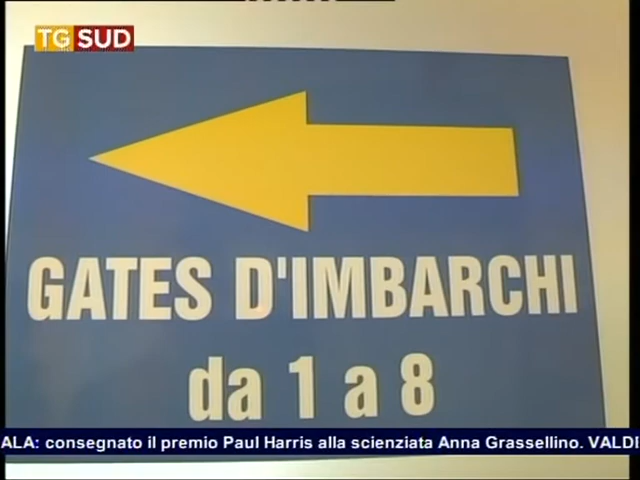 TG SUD
GATES D'IMBARCHI
da 1 a 8
ALA: consegnato il premio Paul Harris alla scienziata Anna Grassellino. VALDI